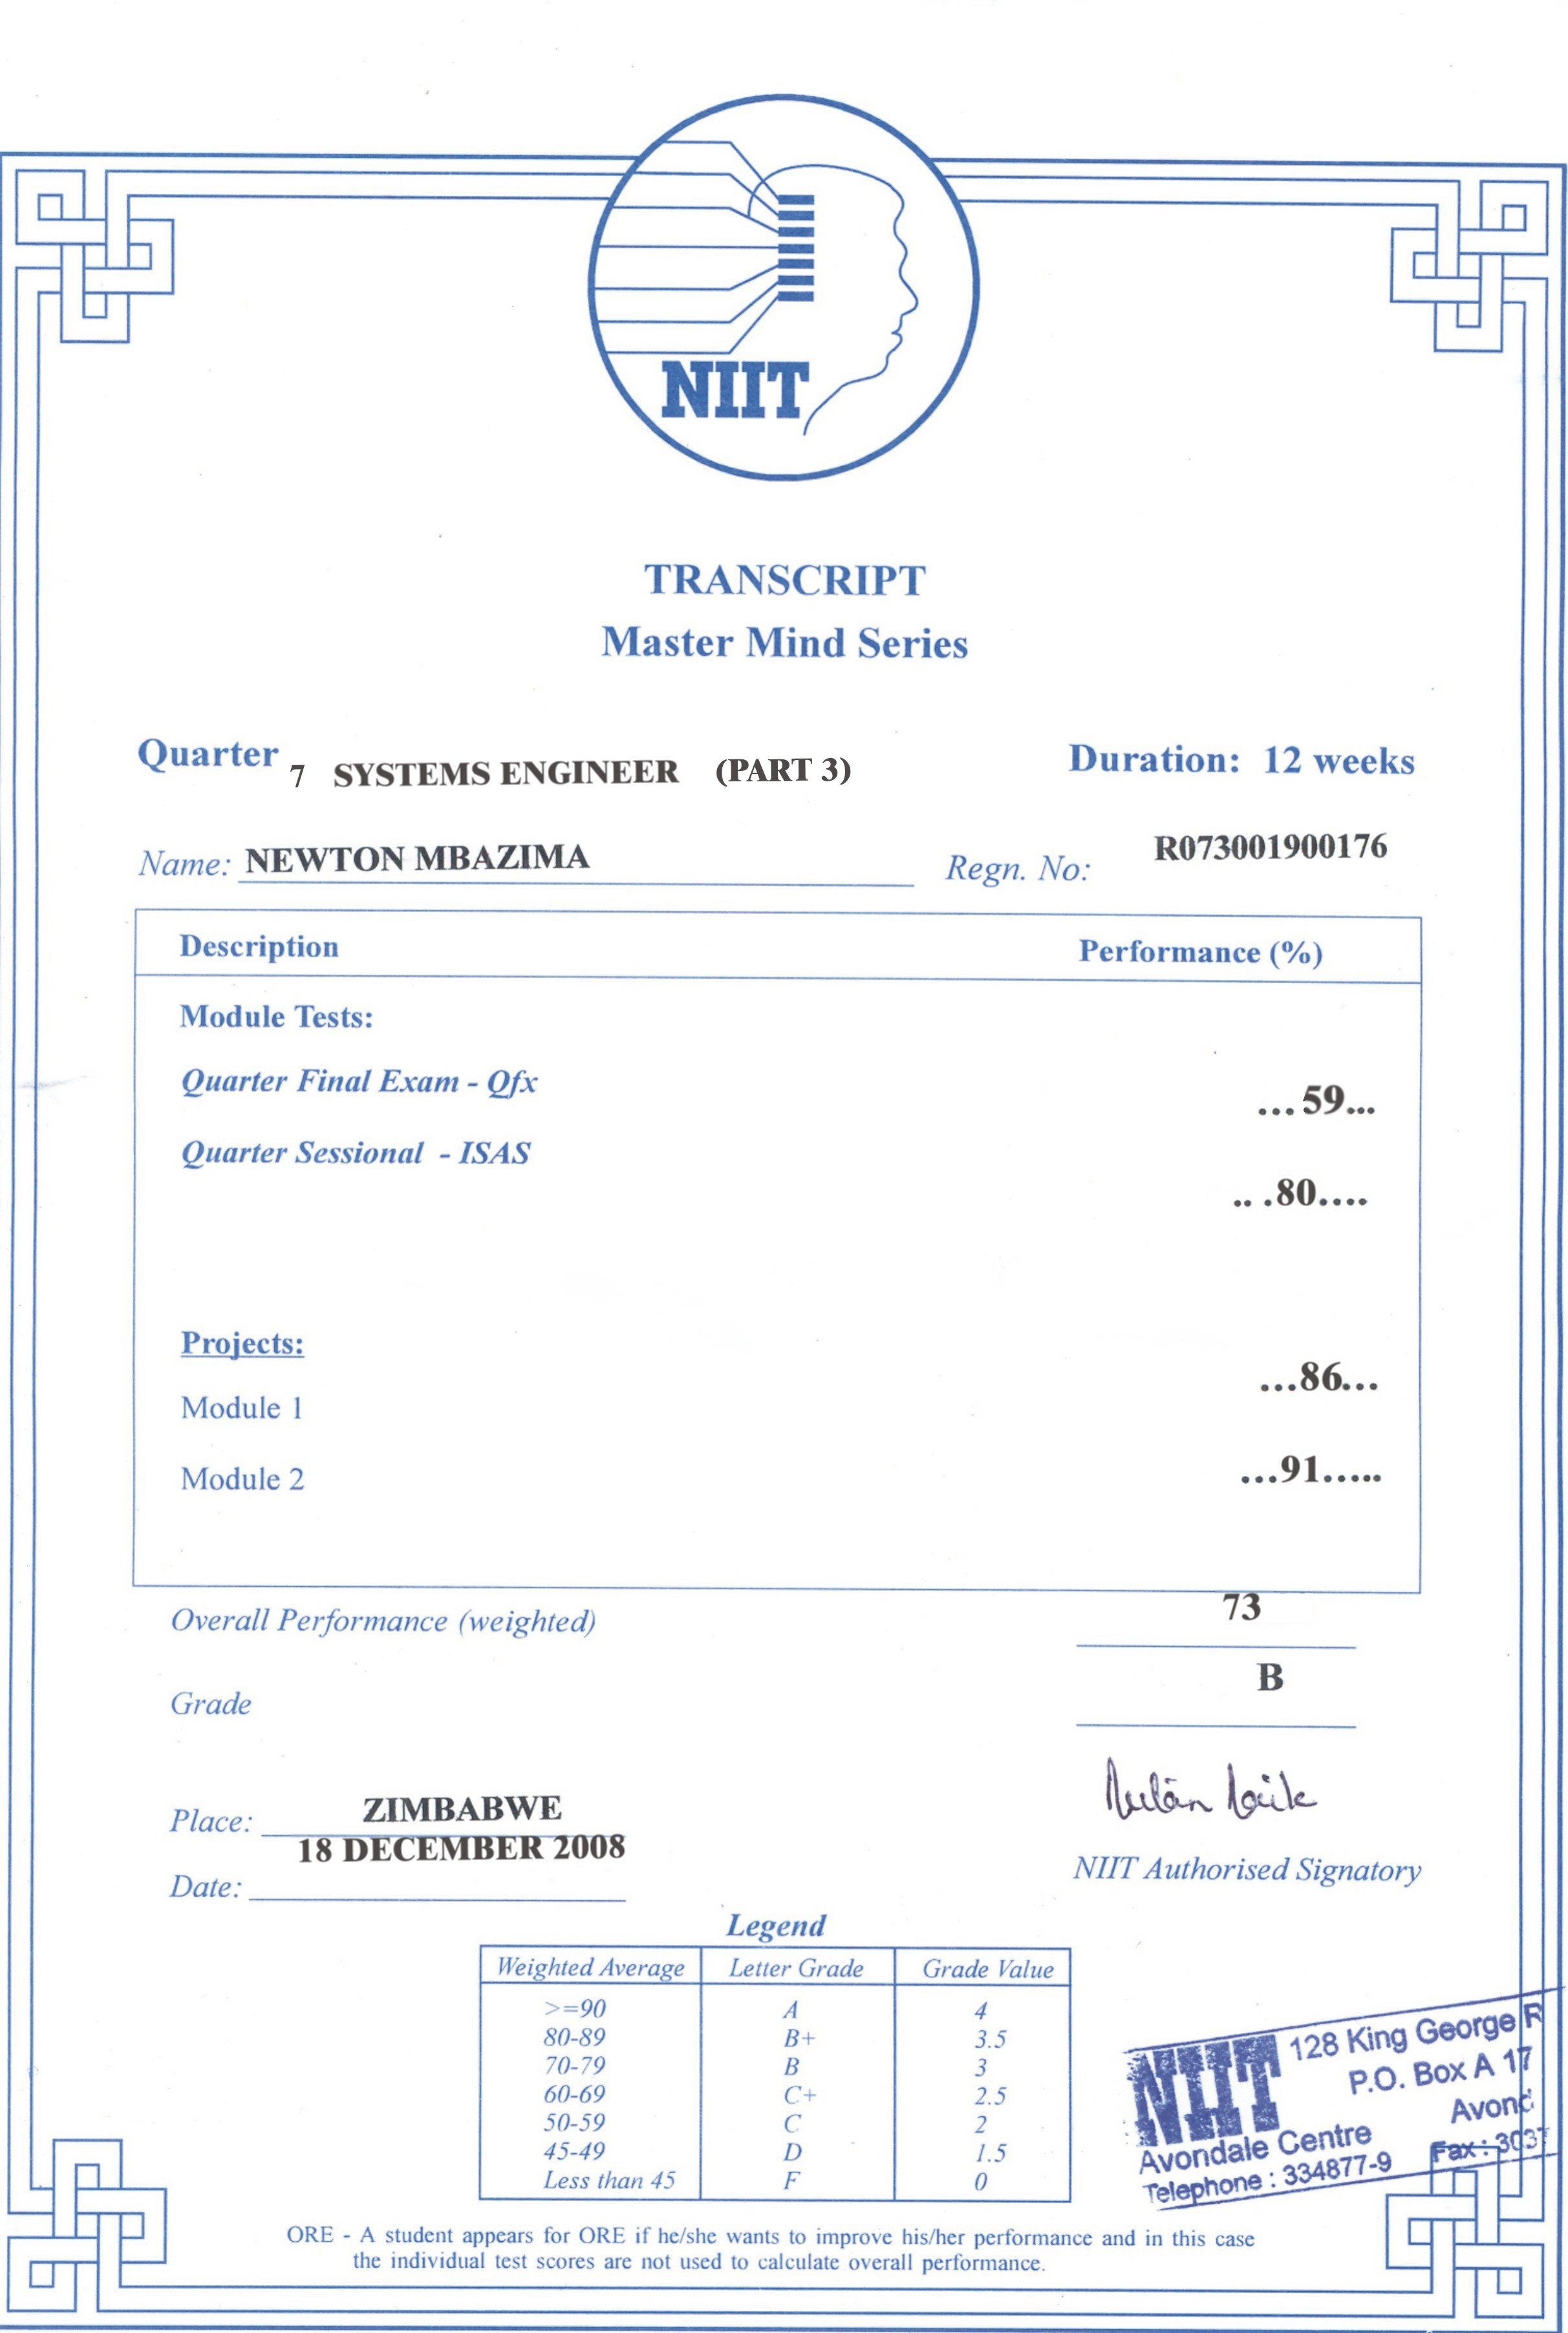 NIIT
TRANSCRIPT
Master Mind Series
Quarter 7 SYSTEMS ENGINEER (PART 3) Duration: 12 weeks
Name: NEWTON MBAZIMA Regn. No: R073001900176
Description Performance (%)
Module Tests:
Quarter Final Exam - Qfx ...59...
Quarter Sessional - ISAS .. .80....
Projects:
Module 1 ...86...
Module 2 ...91.....
Overall Performance (weighted) 73
Grade B
Place: ZIMBABWE
Date: 18 DECEMBER 2008
NIIT Authorised Signatory
Legend
Weighted Average Letter Grade Grade Value
>=90 A 4
80-89 B+ 3.5
70-79 B 3
60-69 C+ 2.5
50-59 C 2
45-49 D 1.5
Less than 45 F 0
NIIT 128 King George R
P.O. Box A 17
Avond
Avondale Centre
Telephone : 334877-9 Fax : 303
ORE - A student appears for ORE if he/she wants to improve his/her performance and in this case
the individual test scores are not used to calculate overall performance.